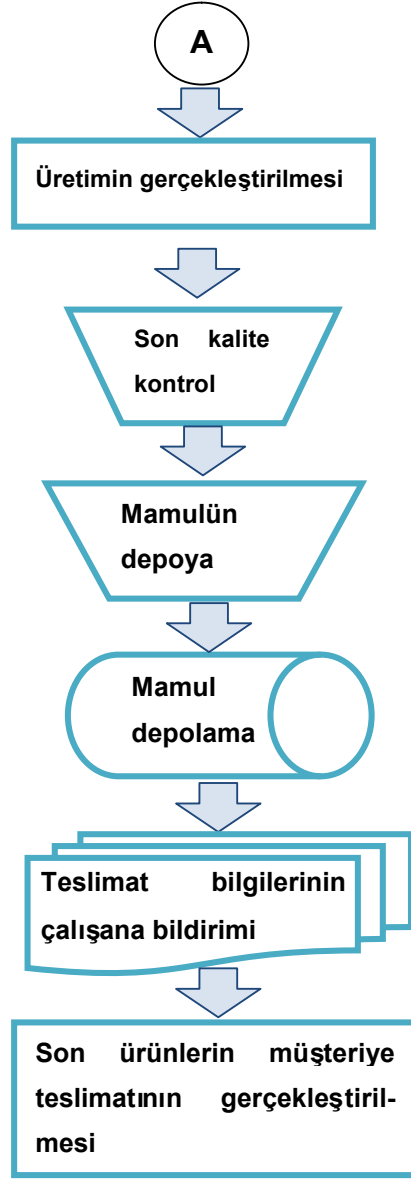 A
Üretimin gerçekleştirilmesi
Son kalite
kontrol
Mamulün
depoya
Mamul
depolama
Teslimat bilgilerinin
çalışana bildirimi
Son ürünlerin müşteriye
teslimatının gerçekleştiril-
mesi